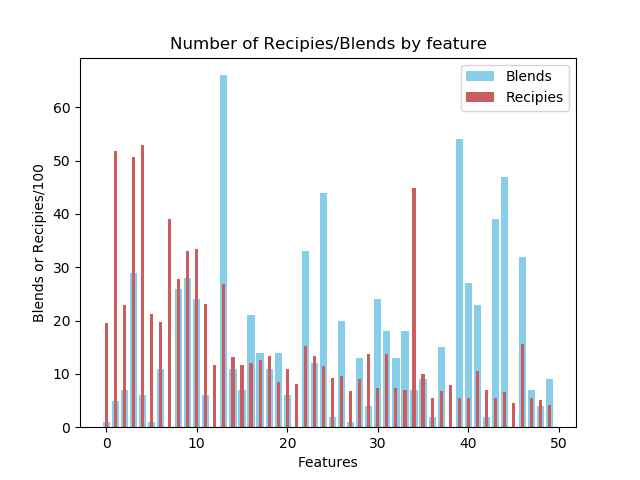 Number of Recipies/Blends by feature
Blends
Recipies
Blends or Recipies/100
60
50
40
30
20
10
0
0 10 20 30 40 50
Features